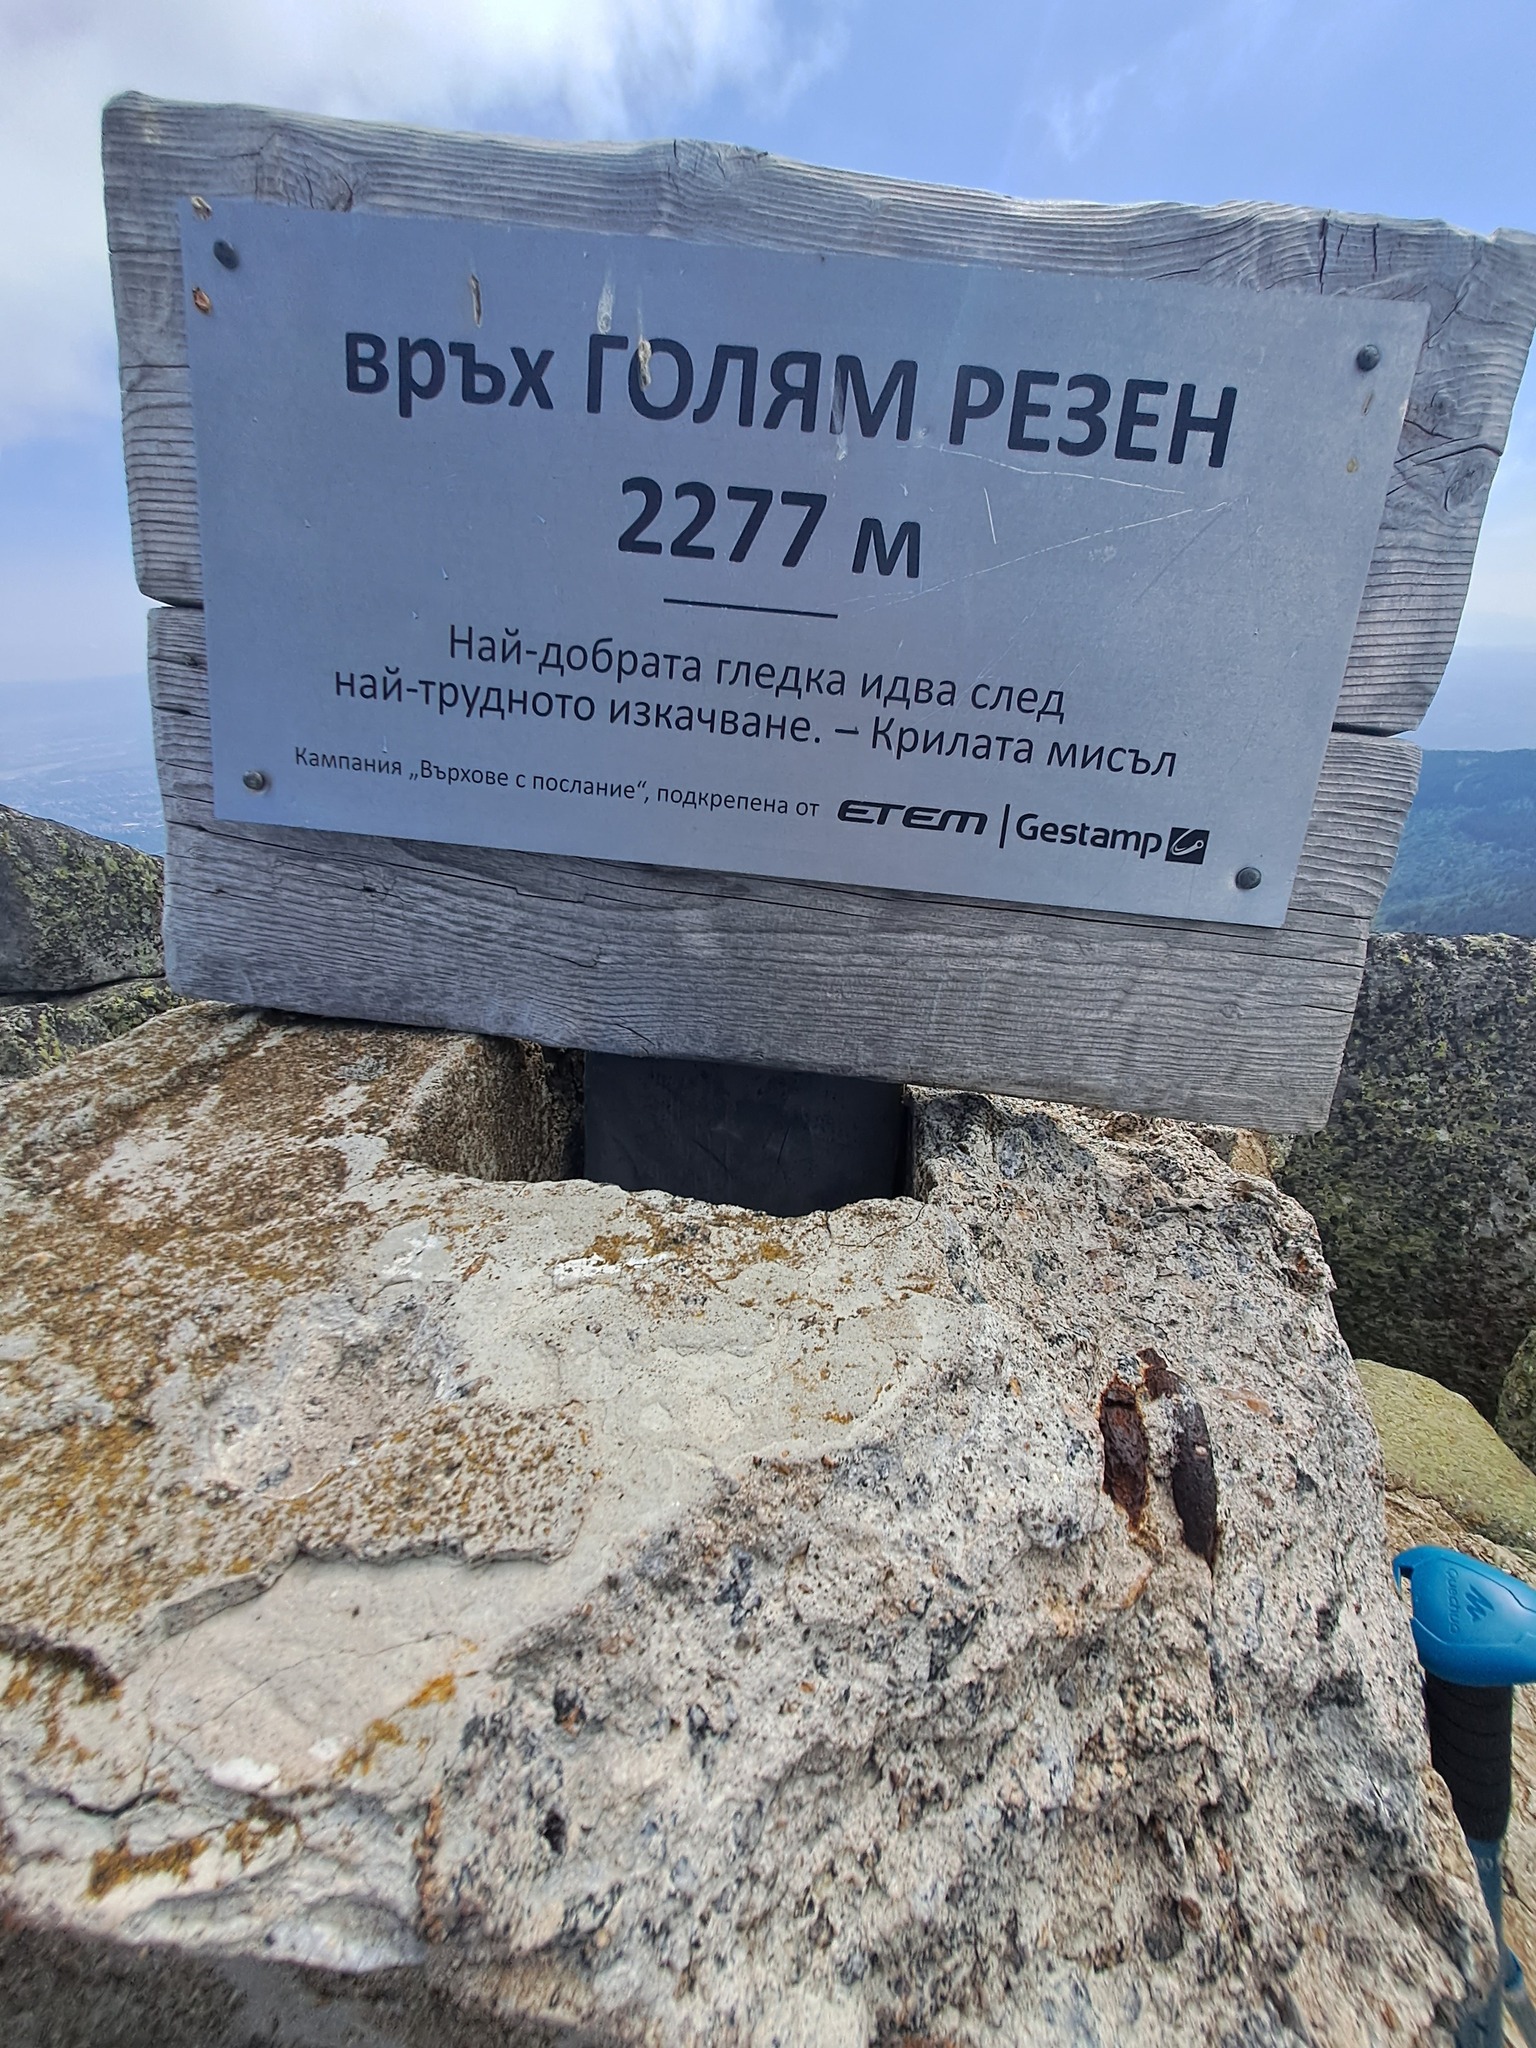 връх ГОЛЯМ РЕЗЕН
2277 м
Най-добрата гледка идва след
най-трудното изкачване. – Крилата мисъл
Кампания „Върхове с послание“, подкрепена от ETEM | Gestamp
QUECHUA